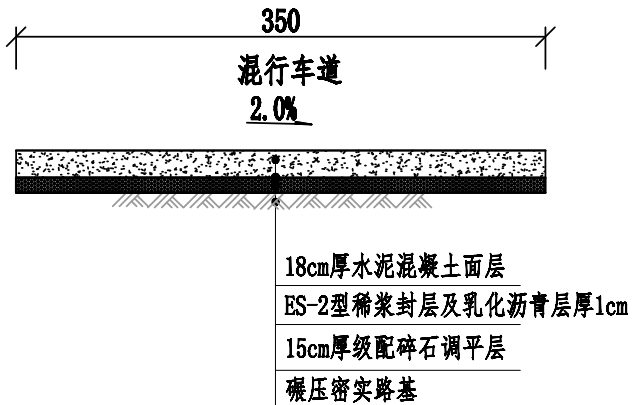 350
混行车道
2.0%
18cm厚水泥混凝土面层
ES-2型稀浆封层及乳化沥青层厚1cm
15cm厚级配碎石调平层
碾压密实路基